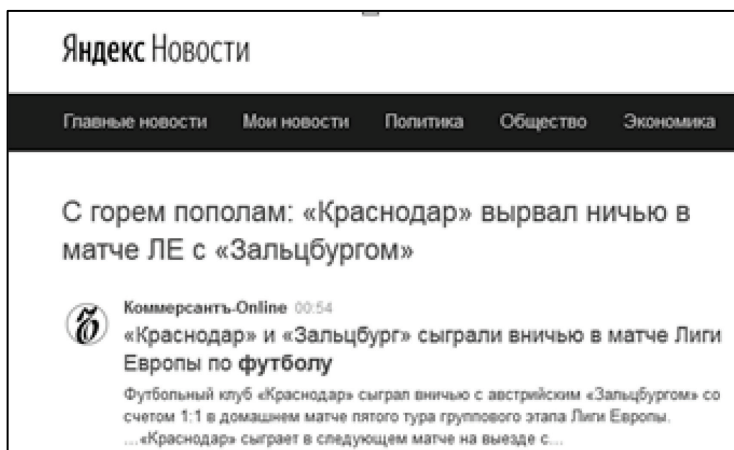 Яндекс Новости
Главные новости Мои новости Политика Общество Экономика
С горем пополам: «Краснодар» вырвал ничью в
матче ЛЕ с «Зальцбургом»
Коммерсантъ-Online 00:54
«Краснодар» и «Зальцбург» сыграли вничью в матче Лиги
Европы по футболу
Футбольный клуб «Краснодар» сыграл вничью с австрийским «Зальцбургом» со
счетом 1:1 в домашнем матче пятого тура группового этапа Лиги Европы.
...«Краснодар» сыграет в следующем матче на выезде с...